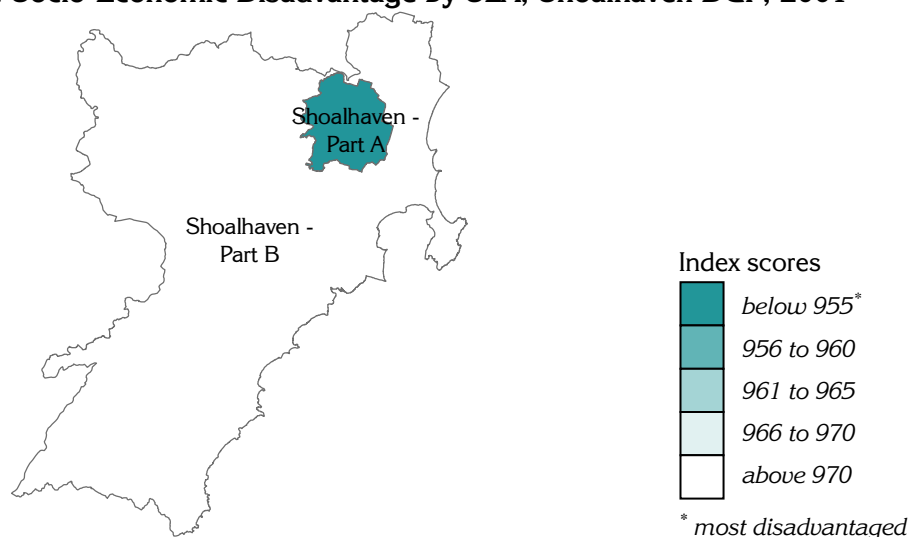 Socio-Economic Disadvantage by SLA, Shoalhaven DGP, 2001
Shoalhaven -
Part A
Shoalhaven -
Part B
Index scores
below 955*
956 to 960
961 to 965
966 to 970
above 970
* most disadvantaged